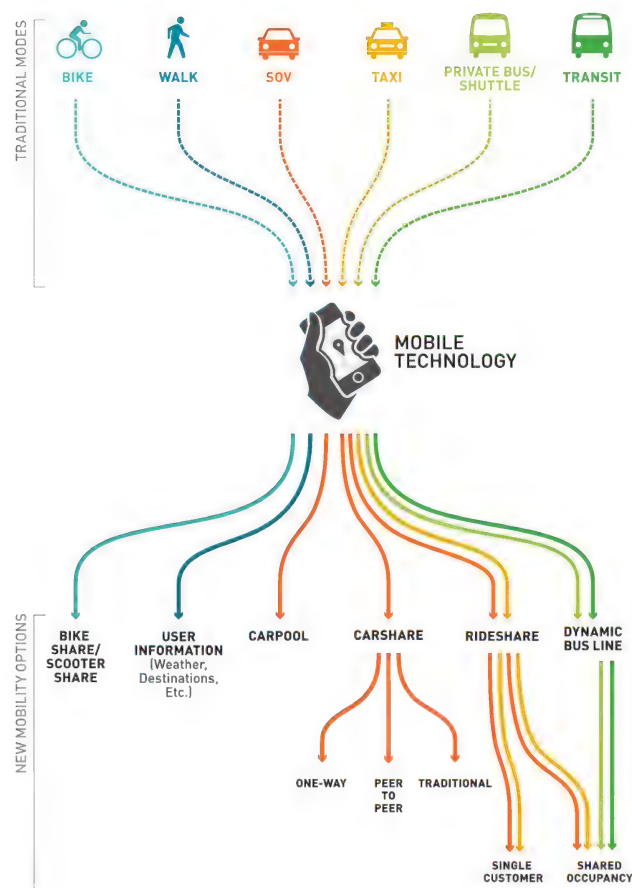 TRADITIONAL MODES
BIKE
WALK
SOV
TAXI
PRIVATE BUS/
SHUTTLE
TRANSIT
MOBILE
TECHNOLOGY
NEW MOBILITY OPTIONS
BIKE
SHARE/
SCOOTER
SHARE
USER
INFORMATION
(Weather,
Destinations,
Etc.)
CARPOOL
CARSHARE
RIDESHARE
DYNAMIC
BUS LINE
ONE-WAY
PEER
TO
PEER
TRADITIONAL
SINGLE
CUSTOMER
SHARED
OCCUPANCY